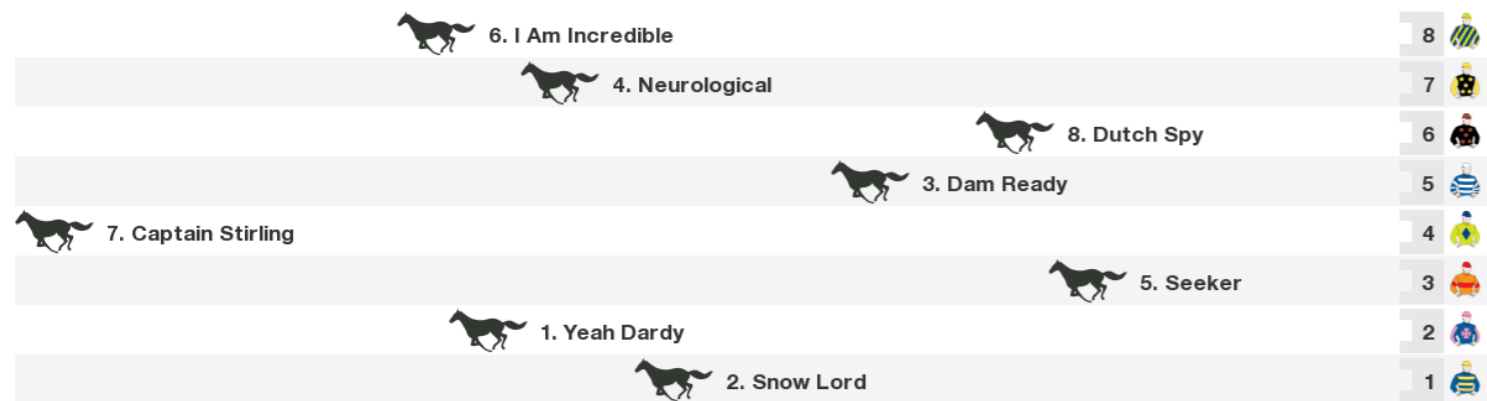 6. I Am Incredible 8
4. Neurological 7
8. Dutch Spy 6
3. Dam Ready 5
7. Captain Stirling 4
5. Seeker 3
1. Yeah Dardy 2
2. Snow Lord 1